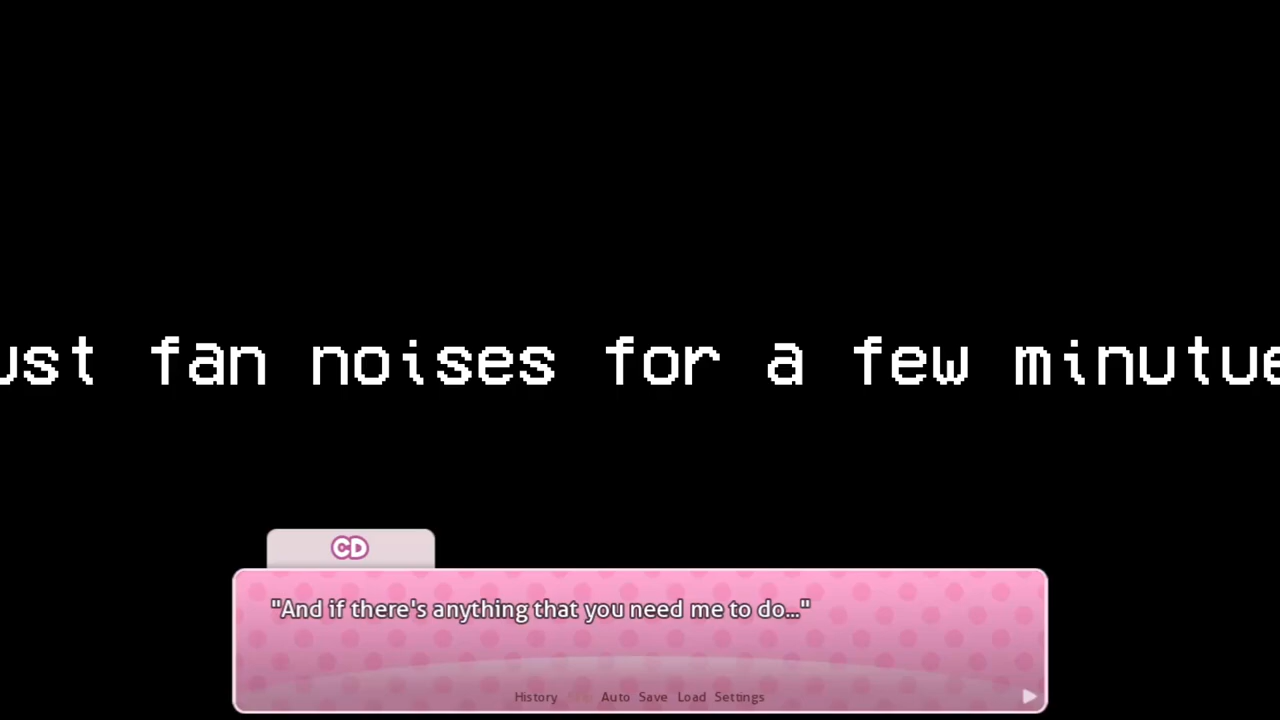 ust fan noises for a few minutue
CD
"And if there's anything that you need me to do..."
History Auto Save Load Settings